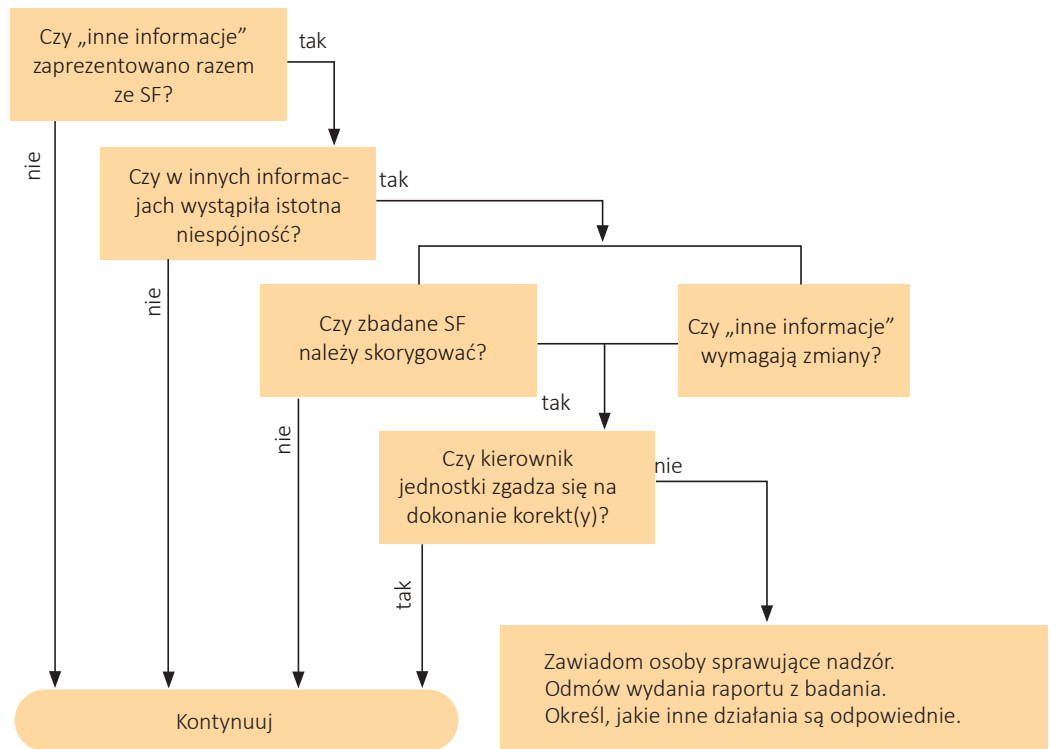 Czy „inne informacje”
zaprezentowano razem
ze SF?
tak
nie
Czy w innych informac-
jach wystąpiła istotna
niespójność?
tak
nie
Czy zbadane SF
należy skorygować?
Czy „inne informacje”
wymagają zmiany?
tak
nie
Czy kierownik
jednostki zgadza się na
dokonanie korekt(y)?
nie
tak
Zawiadom osoby sprawujące nadzór.
Odmów wydania raportu z badania.
Określ, jakie inne działania są odpowiednie.
Kontynuuj